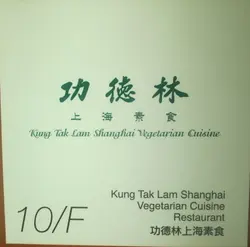 功德林
上海素食
Kung Tak Lam Shanghai Vegetarian Cuisine
Kung Tak Lam Shanghai
Vegetarian Cuisine
Restaurant
功德林上海素食
10/F